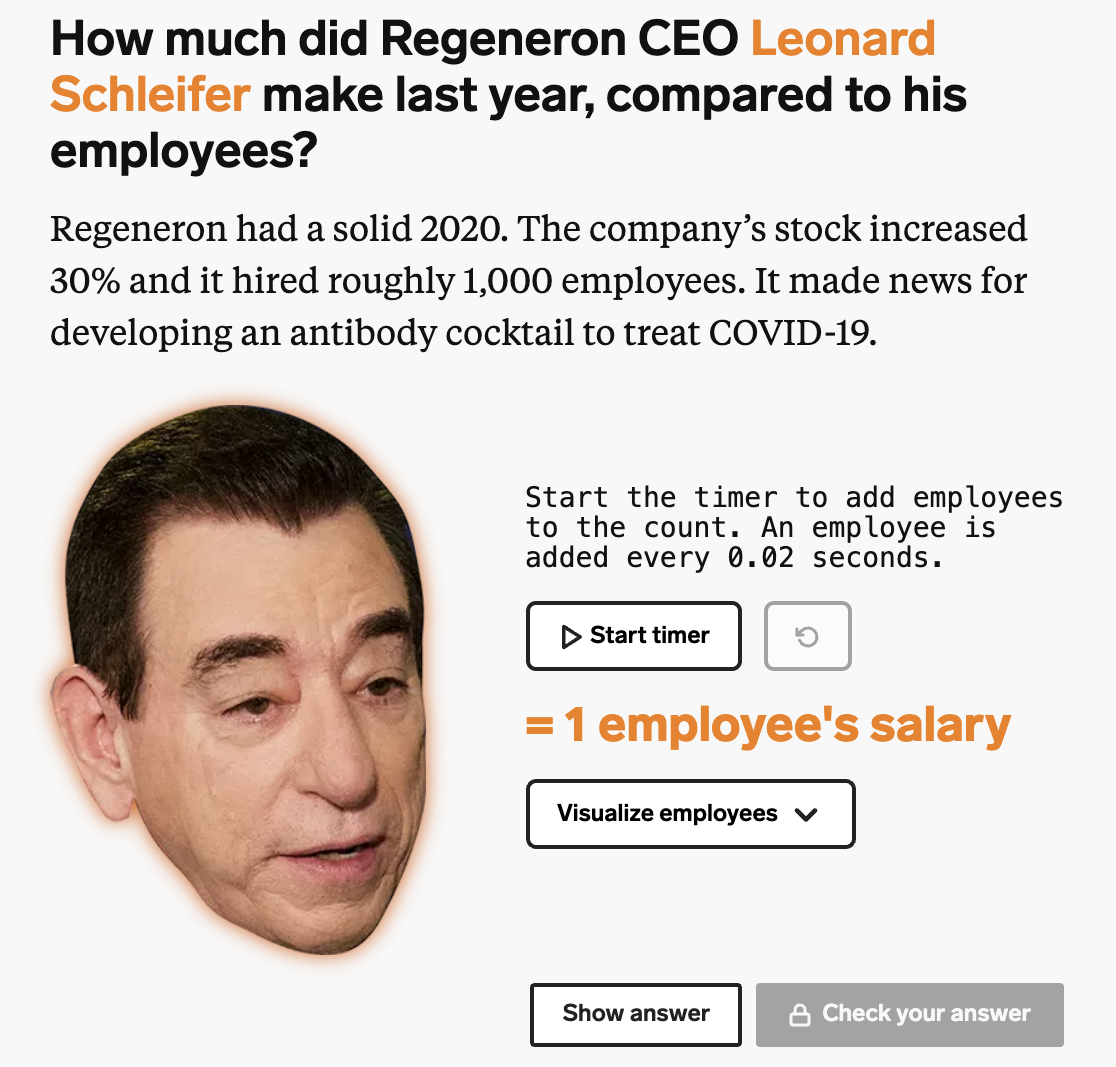 How much did Regeneron CEO Leonard
Schleifer make last year, compared to his
employees?
Regeneron had a solid 2020. The company’s stock increased
30% and it hired roughly 1,000 employees. It made news for
developing an antibody cocktail to treat COVID-19.
Start the timer to add employees
to the count. An employee is
added every 0.02 seconds.
Start timer
= 1 employee's salary
Visualize employees
Show answer
Check your answer